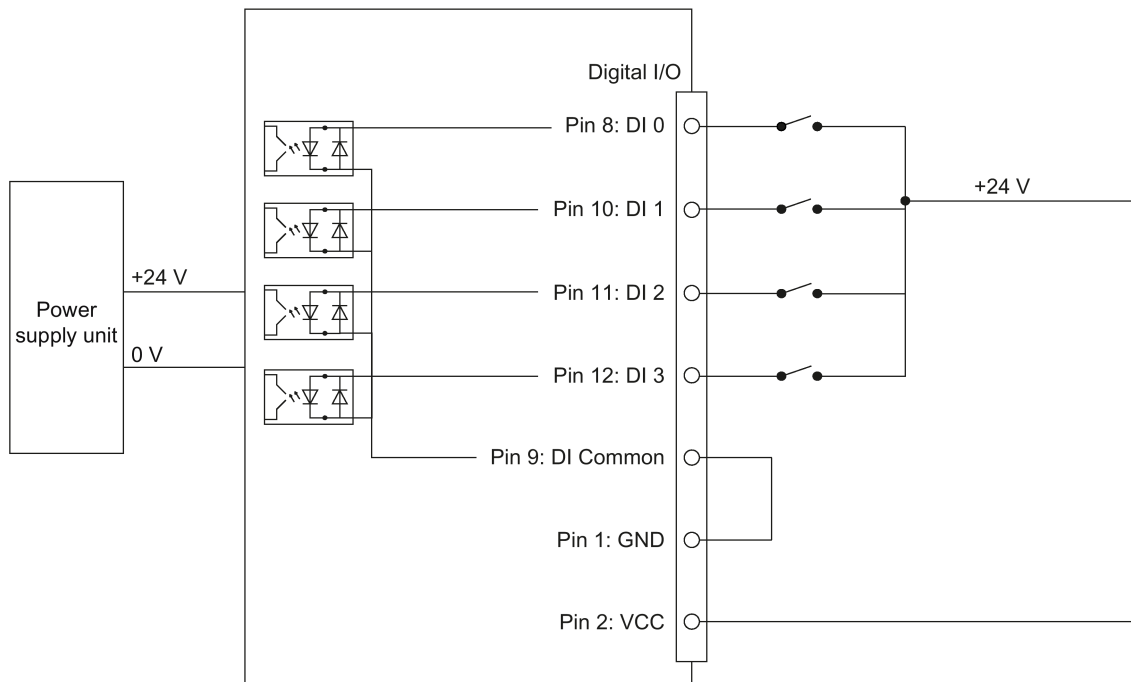 Digital I/O
Pin 8: DI 0
+24 V
Pin 10: DI 1
+24 V
Pin 11: DI 2
Power
supply unit
0 V
Pin 12: DI 3
Pin 9: DI Common
Pin 1: GND
Pin 2: VCC